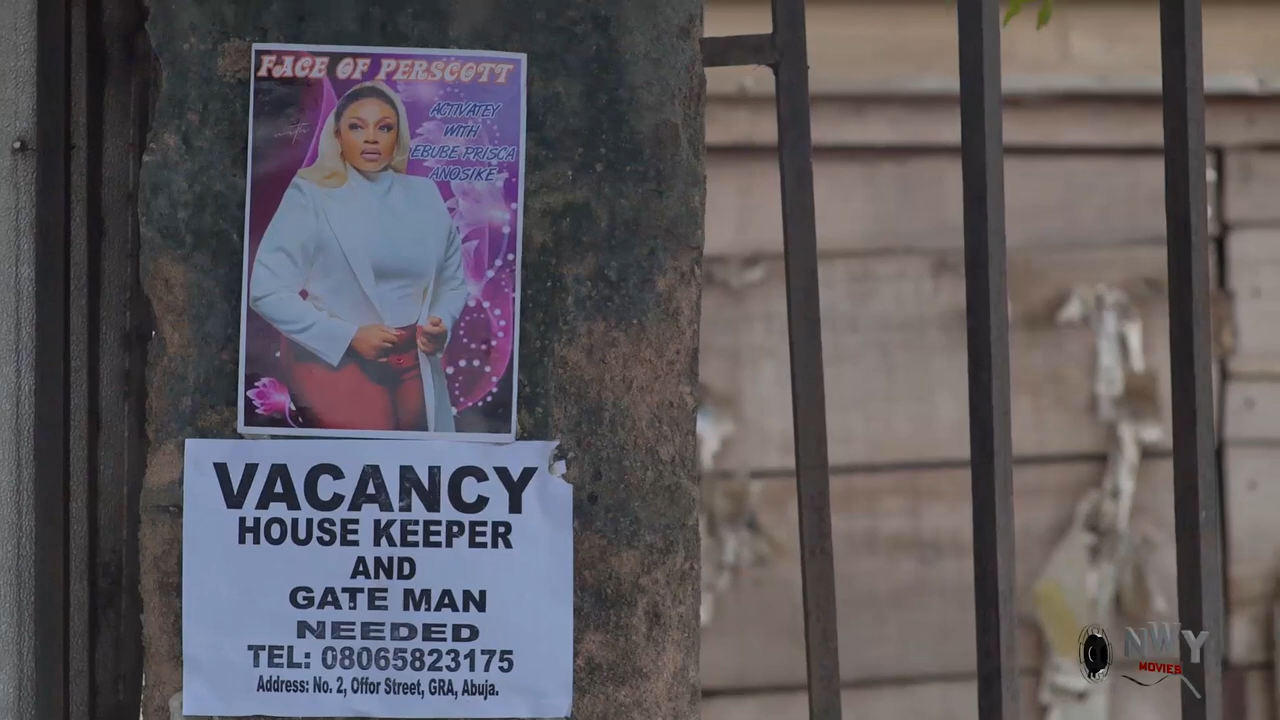 FACE OF PERSCOTT
with
ACTIVATEY
WITH
EBUBE PRISCA
ANOSIKE
VACANCY
HOUSE KEEPER
AND
GATE MAN
NEEDED
TEL: 08065823175
Address: No. 2, Offor Street, GRA, Abuja.
NWY
MOVIES